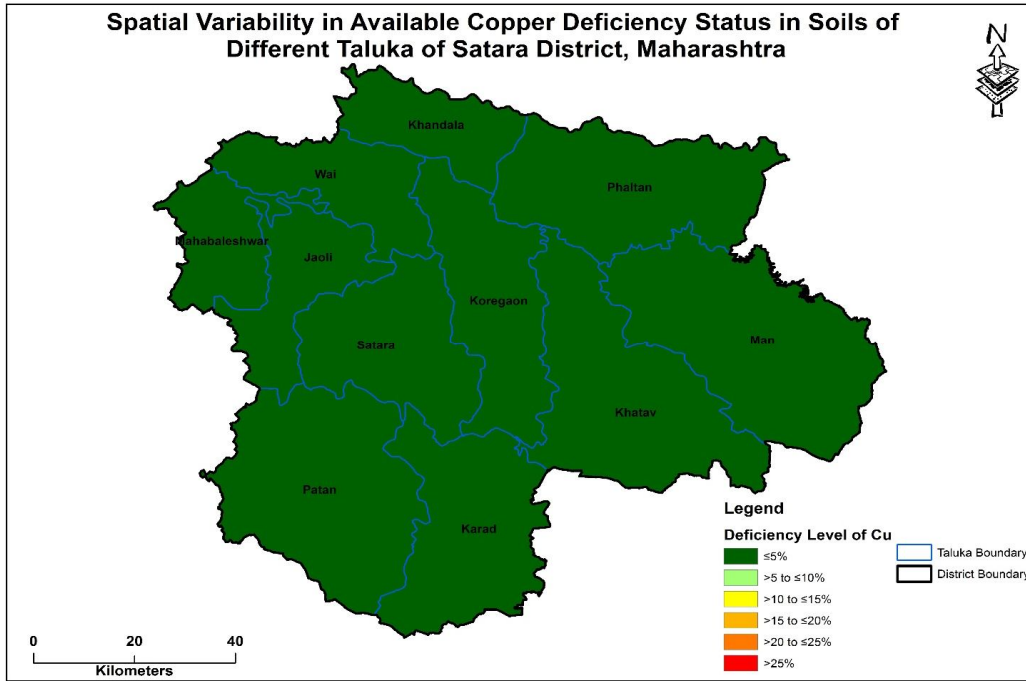 Spatial Variability in Available Copper Deficiency Status in Soils of
Different Taluka of Satara District, Maharashtra
N
Khandala
Wai
Phaltan
Mahabaleshwar
Jaoli
Koregaon
Satara
Man
Khatav
Patan
Karad
Legend
Deficiency Level of Cu
≤5%
>5 to ≤10%
>10 to ≤15%
>15 to ≤20%
>20 to ≤25%
>25%
Taluka Boundary
District Boundary
0 20 40
Kilometers